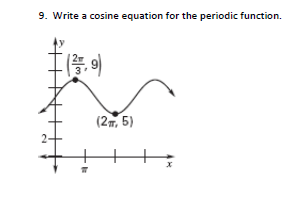 9. Write a cosine equation for the periodic function.
y
(2π/3, 9)
(2π, 5)
2
π
x